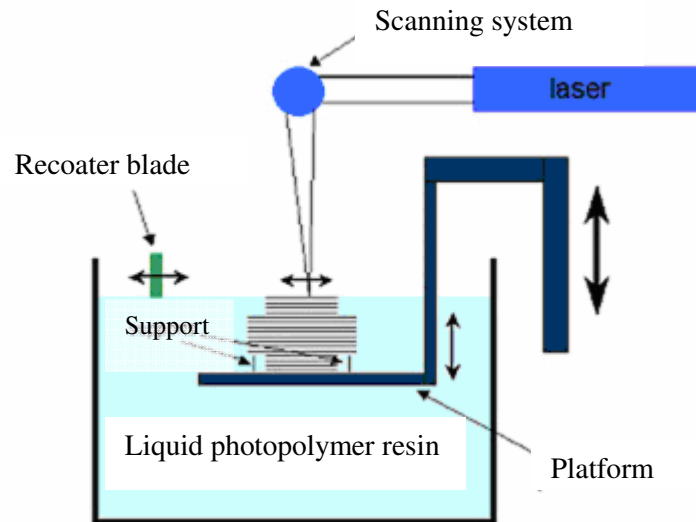 Scanning system
laser
Recoater blade
Support
Liquid photopolymer resin
Platform